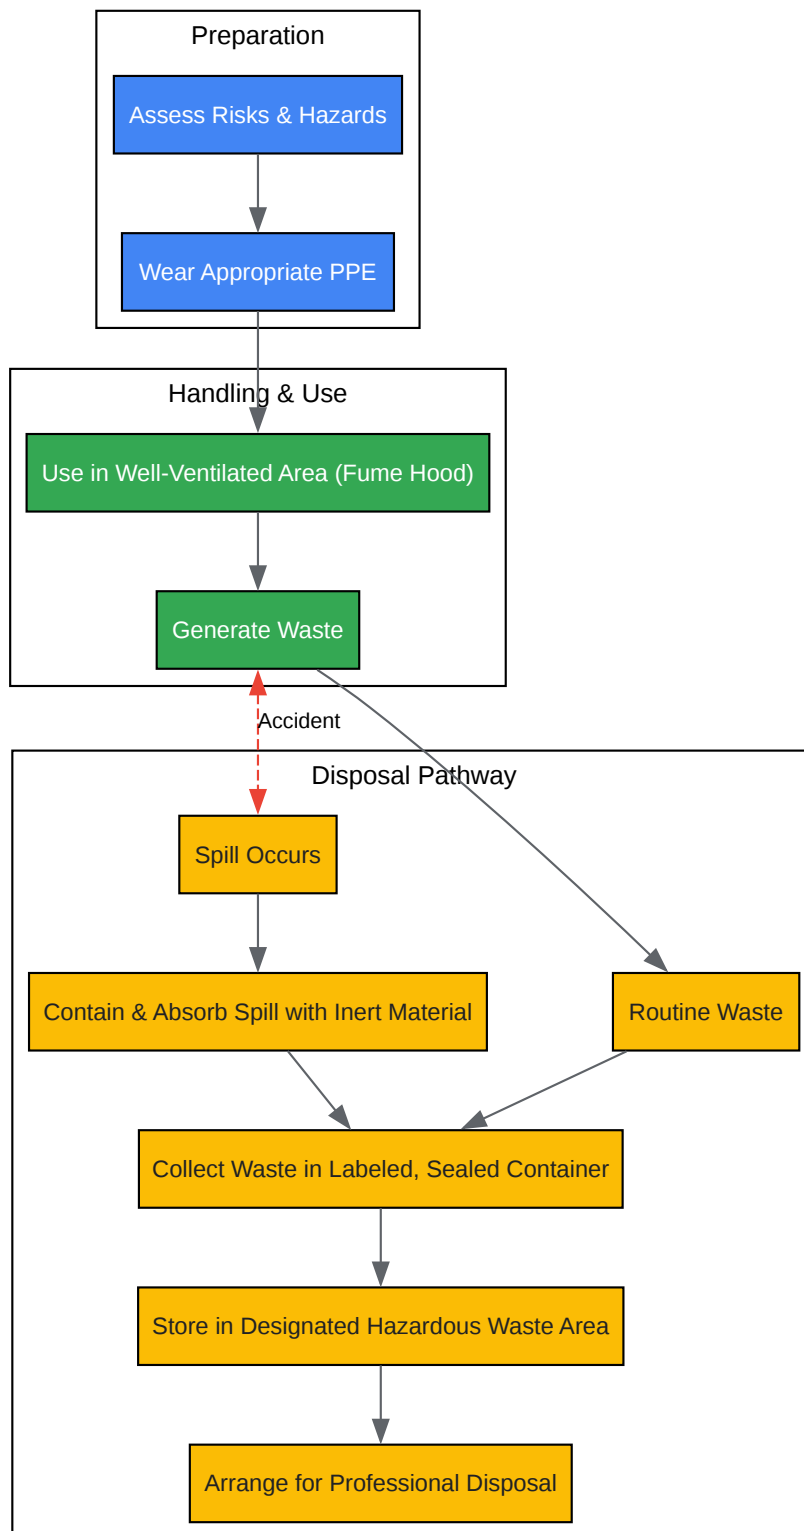 Preparation
Assess Risks & Hazards
Wear Appropriate PPE
Handling & Use
Use in Well-Ventilated Area (Fume Hood)
Generate Waste
Accident
Disposal Pathway
Spill Occurs
Contain & Absorb Spill with Inert Material
Routine Waste
Collect Waste in Labeled, Sealed Container
Store in Designated Hazardous Waste Area
Arrange for Professional Disposal